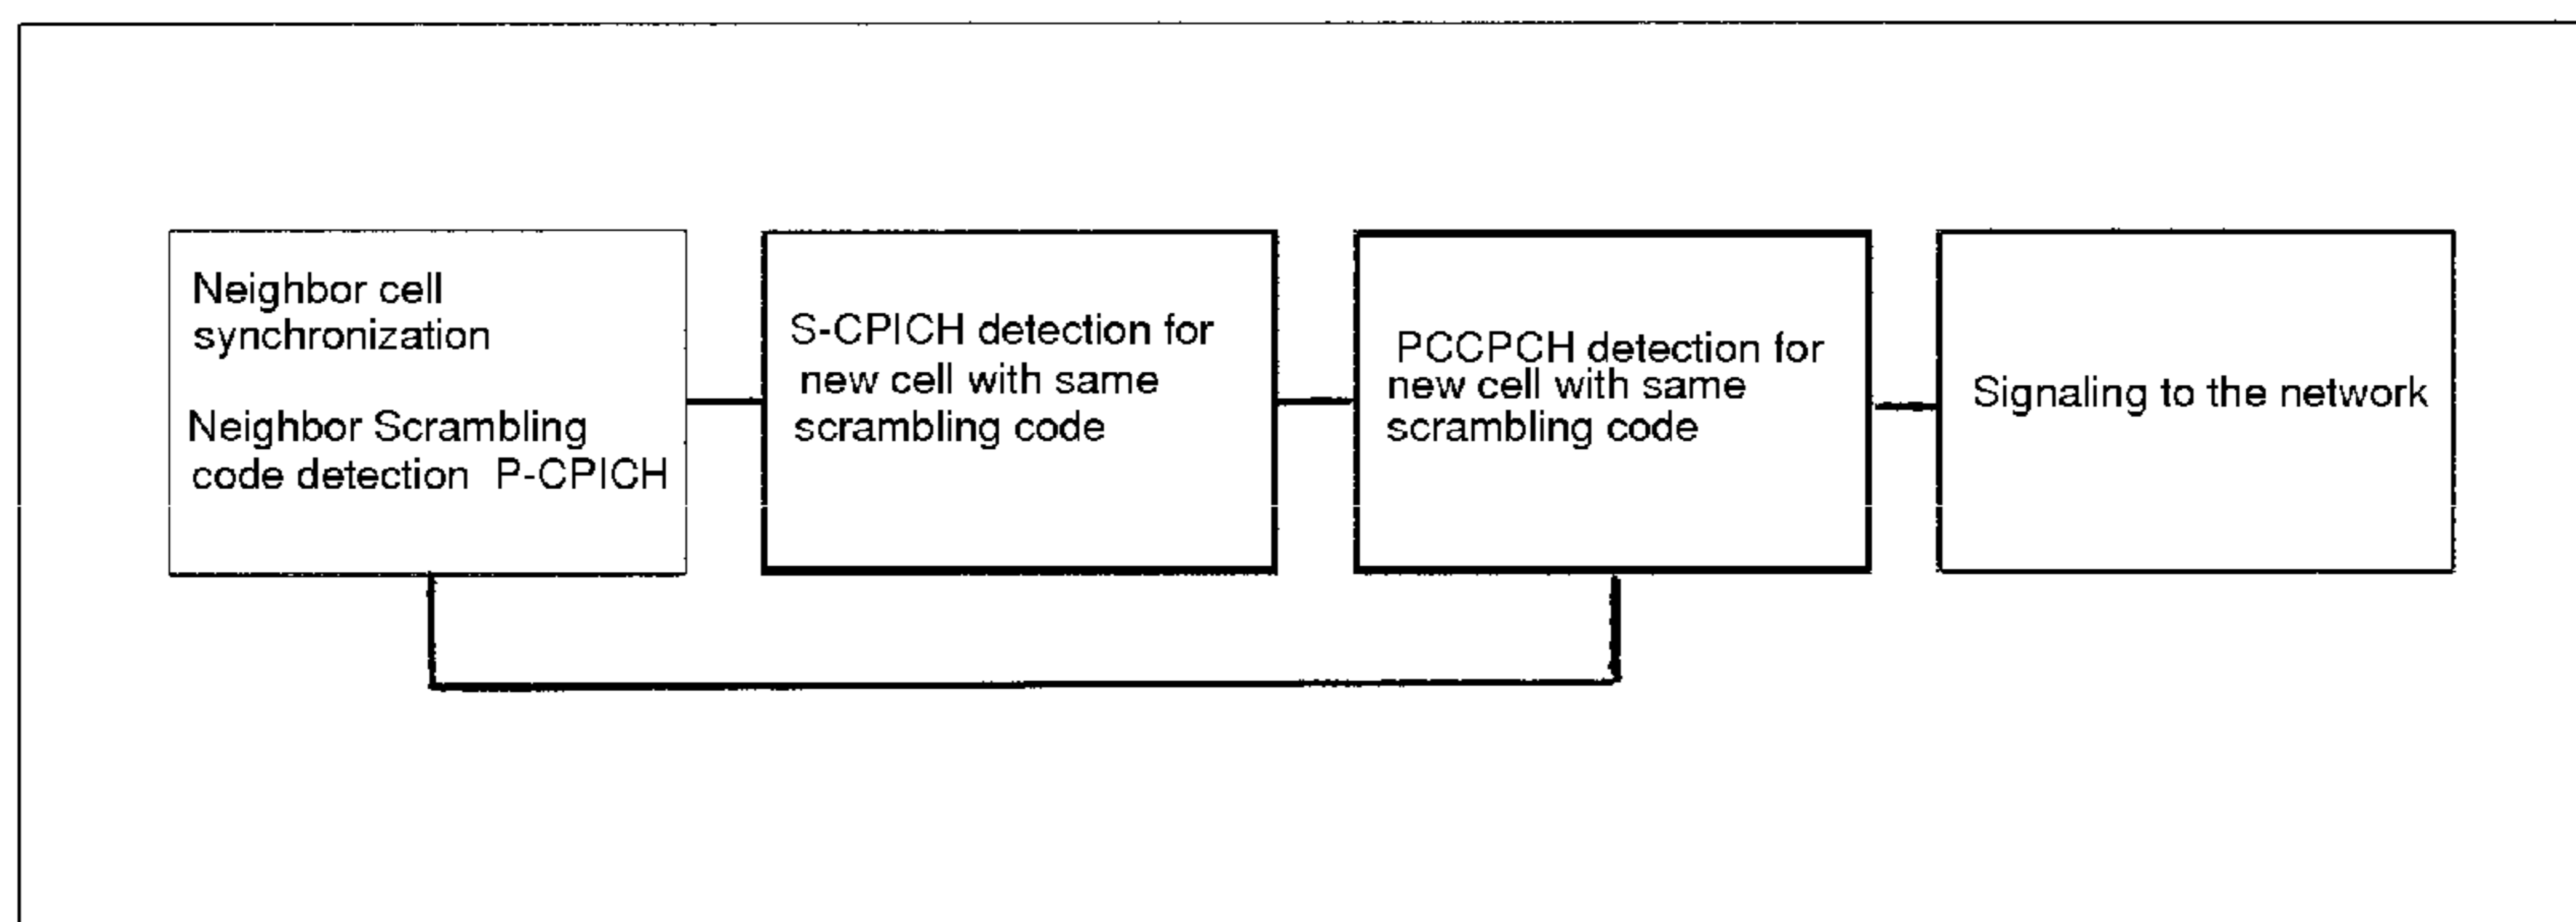 Neighbor cell
synchronization
Neighbor Scrambling
code detection P-CPICH
S-CPICH detection for
new cell with same
scrambling code
PCCPCH detection for
new cell with same
scrambling code
Signaling to the network